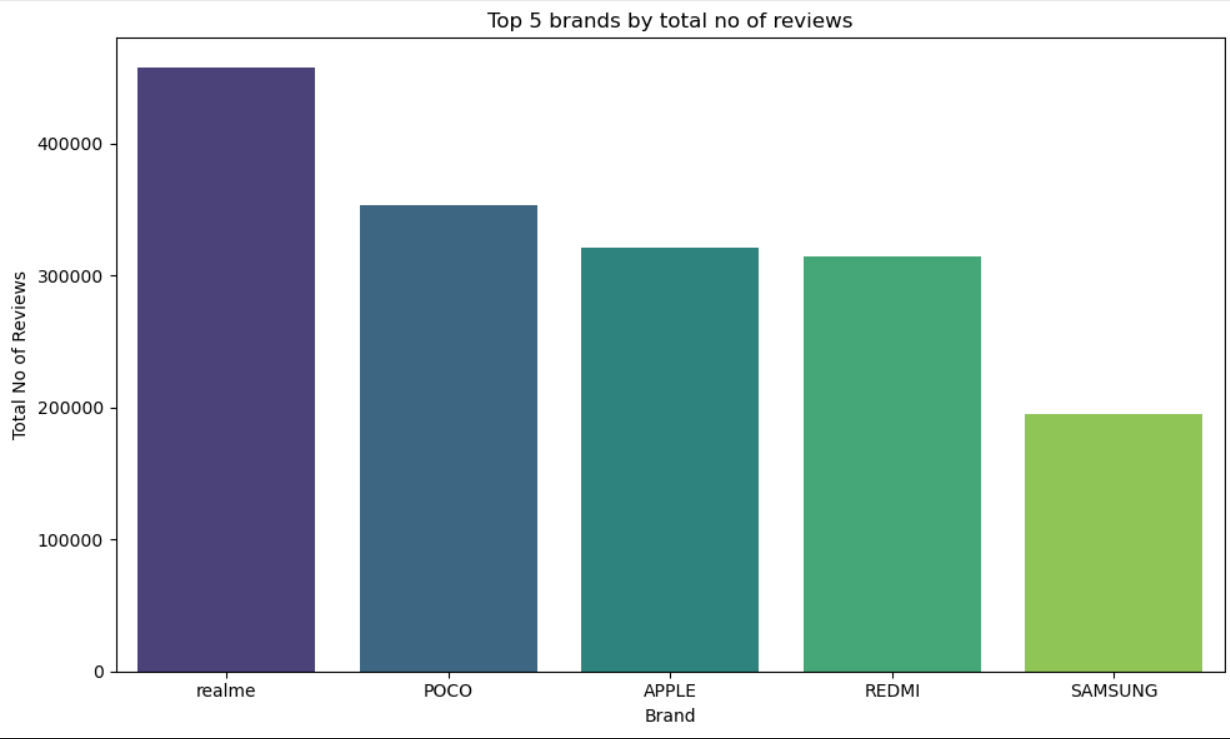 Top 5 brands by total no of reviews
Total No of Reviews
400000
300000
200000
100000
0
realme POCO APPLE REDMI SAMSUNG
Brand